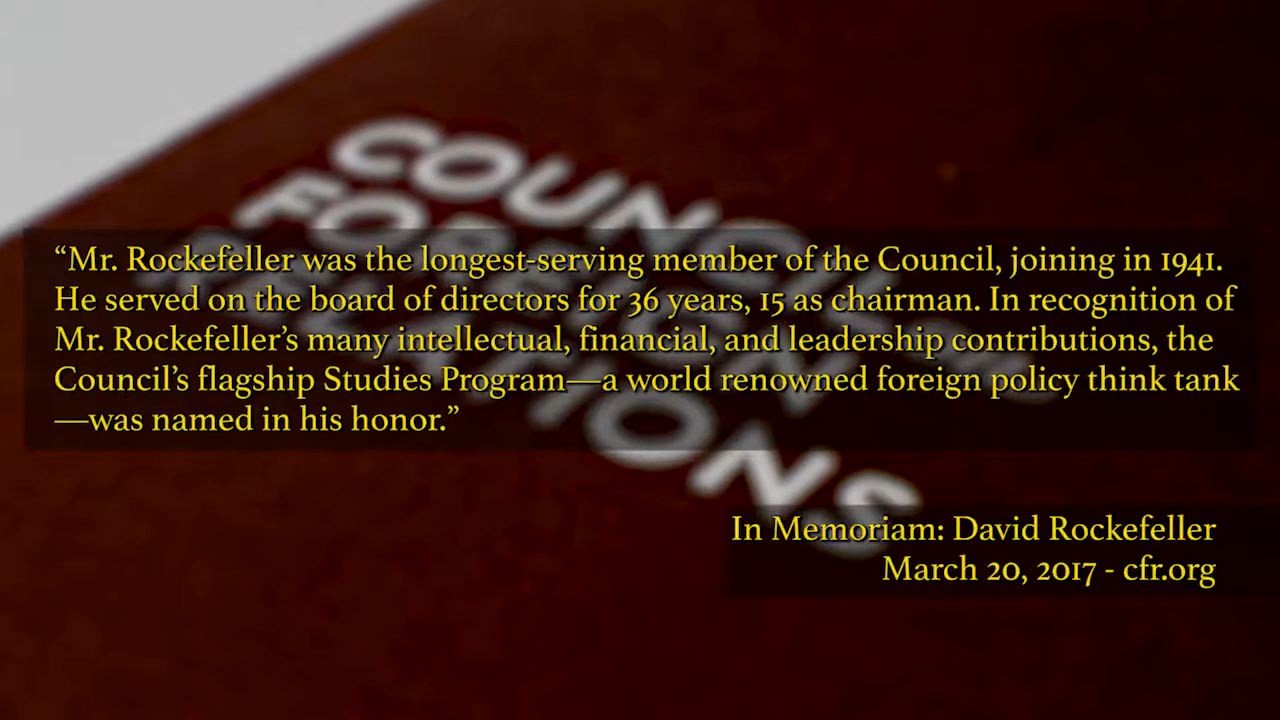 COUNCIL
FOREIGN
RELATIONS
“Mr. Rockefeller was the longest-serving member of the Council, joining in 1941.
He served on the board of directors for 36 years, 15 as chairman. In recognition of
Mr. Rockefeller’s many intellectual, financial, and leadership contributions, the
Council’s flagship Studies Program—a world renowned foreign policy think tank
—was named in his honor.”
In Memoriam: David Rockefeller
March 20, 2017 - cfr.org